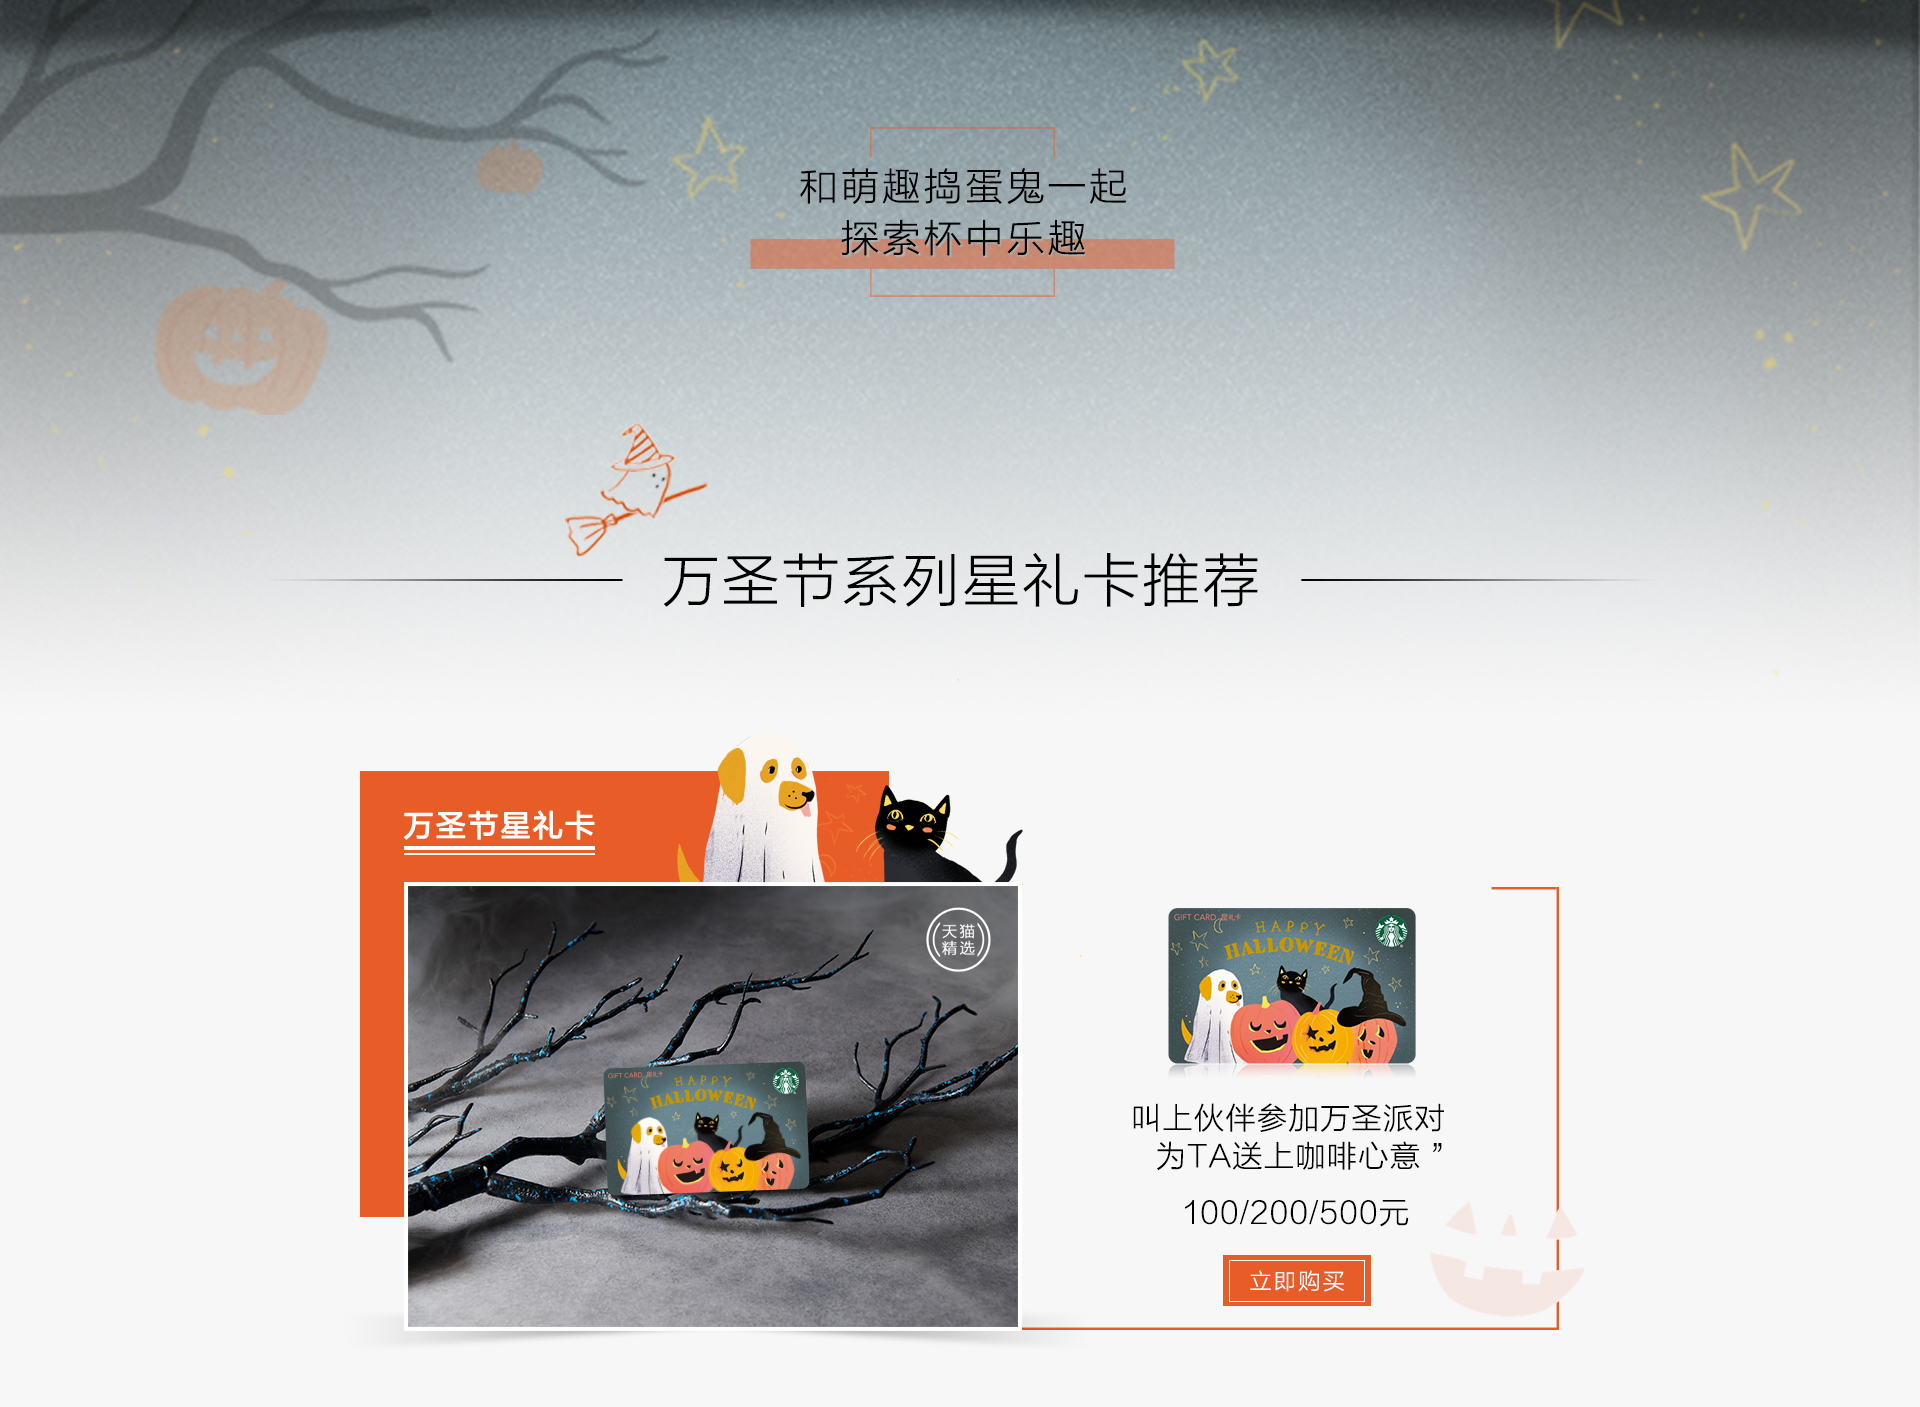 和萌趣捣蛋鬼一起
探索杯中乐趣
万圣节系列星礼卡推荐
万圣节星礼卡
天猫
精选
GIFT CARD 星礼卡
HAPPY
HALLOWEEN
GIFT CARD 星礼卡
HAPPY
HALLOWEEN
叫上伙伴参加万圣派对
为TA送上咖啡心意 ”
100/200/500元
立即购买